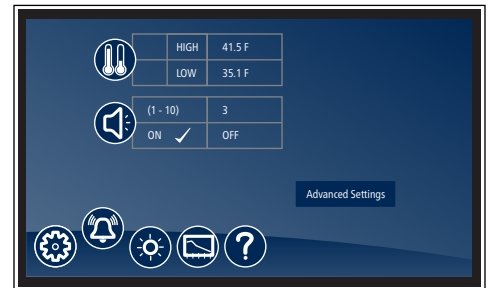 HIGH 41.5 F
LOW 35.1 F
(1 - 10) 3
ON ✓ OFF
Advanced Settings
?